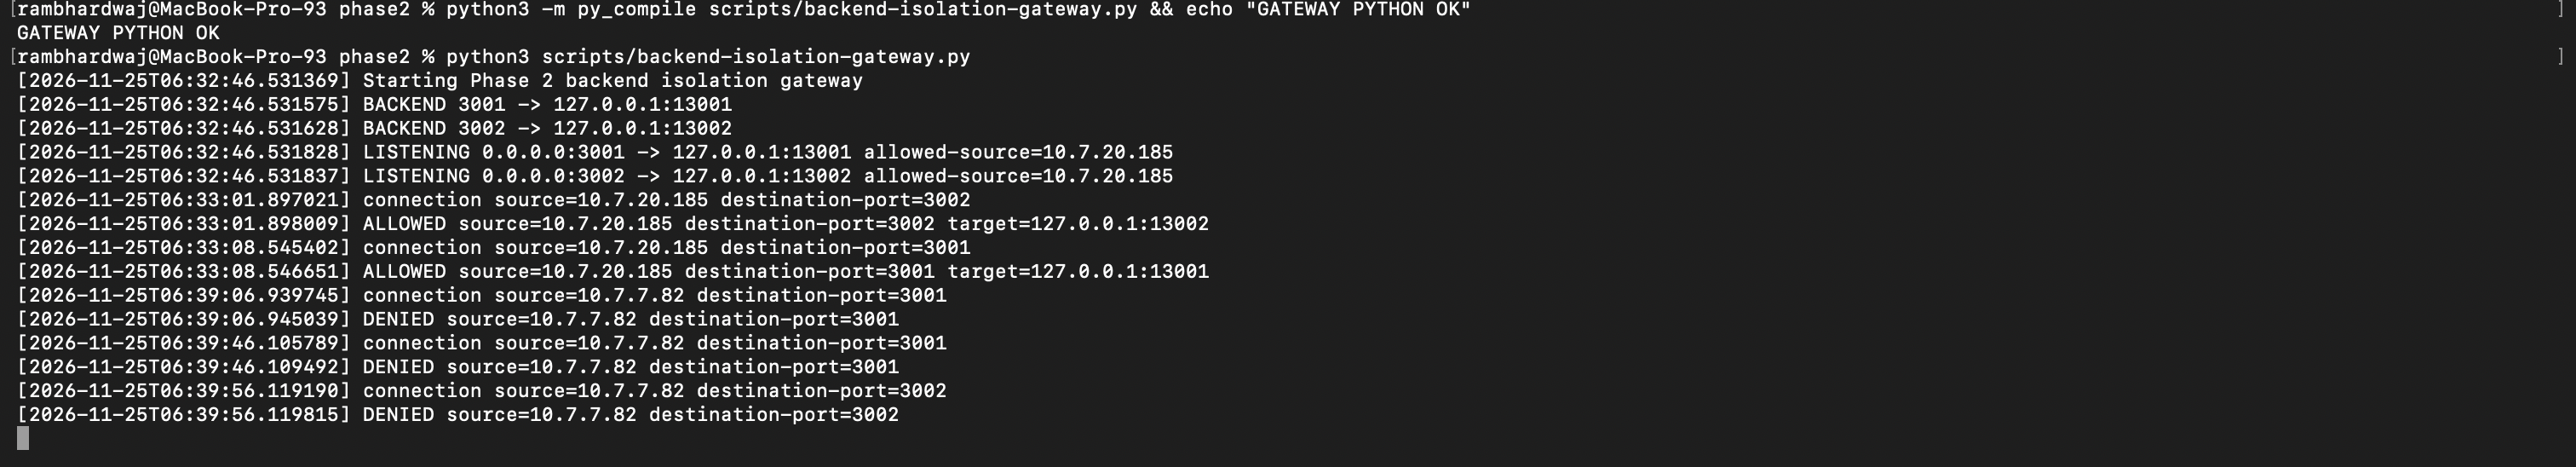 [rambhardwaj@MacBook-Pro-93 phase2 % python3 -m py_compile scripts/backend-isolation-gateway.py && echo "GATEWAY PYTHON OK" ]
GATEWAY PYTHON OK
[rambhardwaj@MacBook-Pro-93 phase2 % python3 scripts/backend-isolation-gateway.py ]
[2026-11-25T06:32:46.531369] Starting Phase 2 backend isolation gateway
[2026-11-25T06:32:46.531575] BACKEND 3001 -> 127.0.0.1:13001
[2026-11-25T06:32:46.531628] BACKEND 3002 -> 127.0.0.1:13002
[2026-11-25T06:32:46.531828] LISTENING 0.0.0.0:3001 -> 127.0.0.1:13001 allowed-source=10.7.20.185
[2026-11-25T06:32:46.531837] LISTENING 0.0.0.0:3002 -> 127.0.0.1:13002 allowed-source=10.7.20.185
[2026-11-25T06:33:01.897021] connection source=10.7.20.185 destination-port=3002
[2026-11-25T06:33:01.898009] ALLOWED source=10.7.20.185 destination-port=3002 target=127.0.0.1:13002
[2026-11-25T06:33:08.545402] connection source=10.7.20.185 destination-port=3001
[2026-11-25T06:33:08.546651] ALLOWED source=10.7.20.185 destination-port=3001 target=127.0.0.1:13001
[2026-11-25T06:39:06.939745] connection source=10.7.7.82 destination-port=3001
[2026-11-25T06:39:06.945039] DENIED source=10.7.7.82 destination-port=3001
[2026-11-25T06:39:46.105789] connection source=10.7.7.82 destination-port=3001
[2026-11-25T06:39:46.109492] DENIED source=10.7.7.82 destination-port=3001
[2026-11-25T06:39:56.119190] connection source=10.7.7.82 destination-port=3002
[2026-11-25T06:39:56.119815] DENIED source=10.7.7.82 destination-port=3002